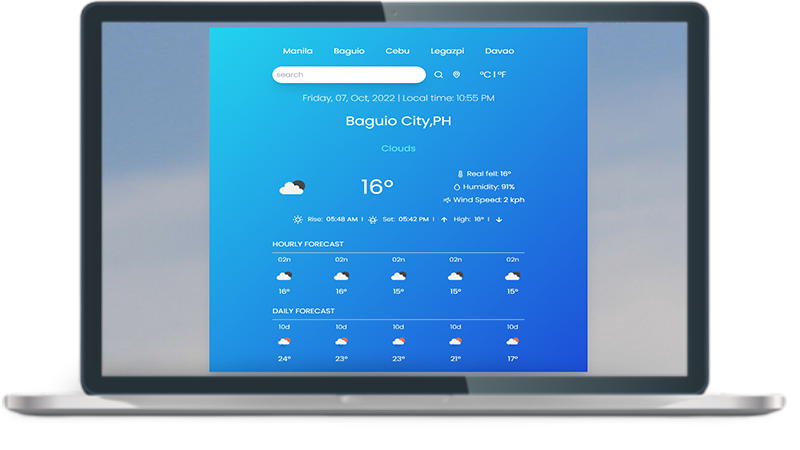 Manila Baguio Cebu Legazpi Davao
search °C | °F
Friday, 07, Oct, 2022 | Local time: 10:55 PM
Baguio City,PH
Clouds
16°
Real felt: 16°
Humidity: 91%
Wind Speed: 2 kph
Rise: 05:48 AM | Set: 05:42 PM | High: 16° |
HOURLY FORECAST
02n 02n 02n 02n 02n
16° 16° 15° 15° 15°
DAILY FORECAST
10d 10d 10d 10d 10d
24° 23° 23° 21° 17°